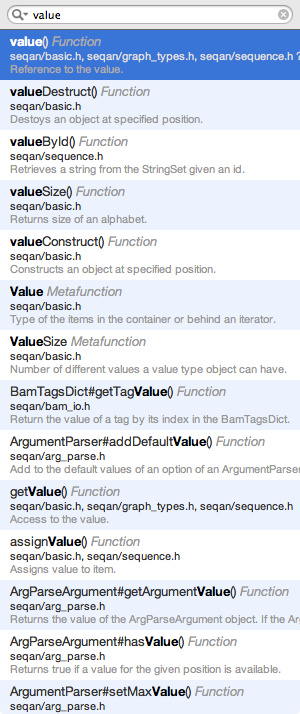 value
value() Function
seqan/basic.h, seqan/graph_types.h, seqan/sequence.h ?
Reference to the value.
valueDestruct() Function
seqan/basic.h
Destoys an object at specified position.
valueById() Function
seqan/sequence.h
Retrieves a string from the StringSet given an id.
valueSize() Function
seqan/basic.h
Returns size of an alphabet.
valueConstruct() Function
seqan/basic.h
Constructs an object at specified position.
Value Metafunction
seqan/basic.h
Type of the items in the container or behind an iterator.
ValueSize Metafunction
seqan/basic.h
Number of different values a value type object can have.
BamTagsDict#getTagValue() Function
seqan/bam_io.h
Return the value of a tag by its index in the BamTagsDict.
ArgumentParser#addDefaultValue() Function
seqan/arg_parse.h
Add to the default values of an option of an ArgumentParser
getValue() Function
seqan/basic.h, seqan/graph_types.h, seqan/sequence.h
Access to the value.
assignValue() Function
seqan/basic.h, seqan/sequence.h
Assigns value to item.
ArgParseArgument#getArgumentValue() Function
seqan/arg_parse.h
Returns the value of the ArgParseArgument object. If the Ar
ArgParseArgument#hasValue() Function
seqan/arg_parse.h
Returns true if a value for the given position is available.
ArgumentParser#setMaxValue() Function
seqan/arg_parse.h